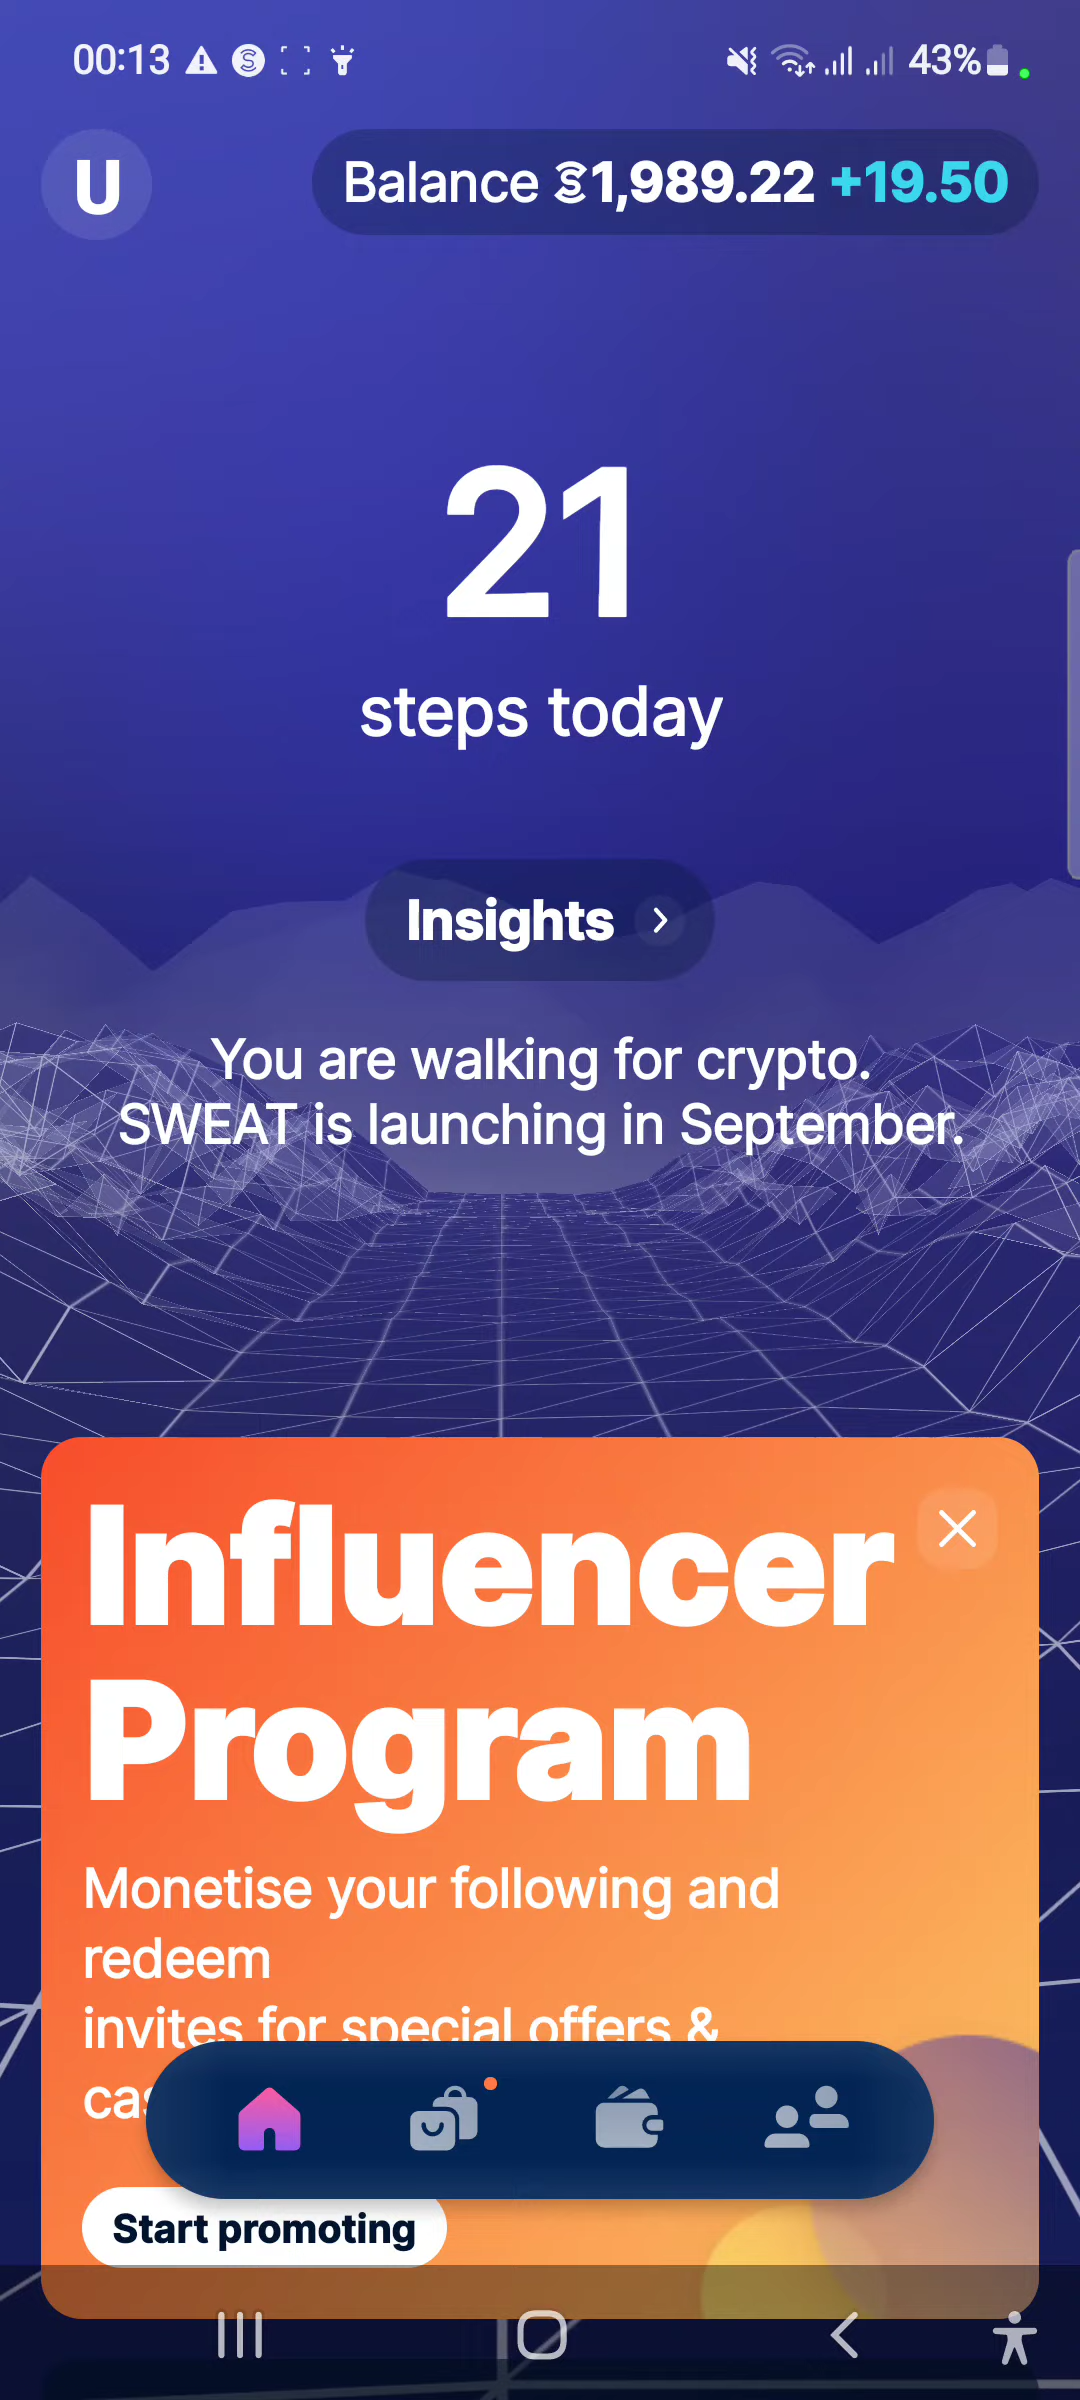 00:13
43%
U
Balance 1,989.22 +19.50
21
steps today
Insights
You are walking for crypto.
SWEAT is launching in September.
Influencer
Program
Monetise your following and
redeem
invites for special offers &
Start promoting